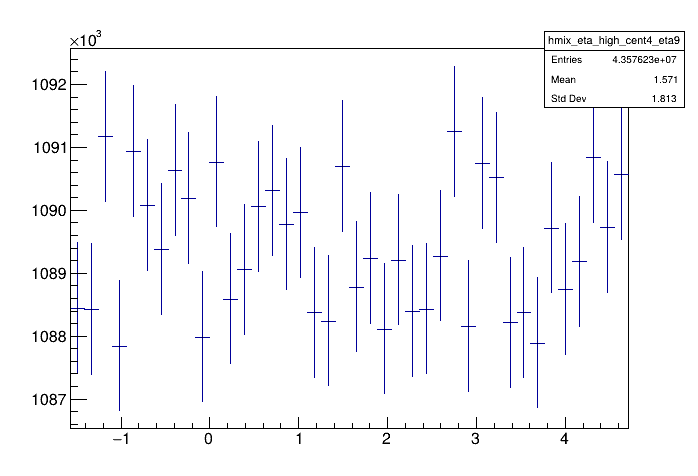 ×10³
hmix_eta_high_cent4_eta9
Entries 4.357623e+07
Mean 1.571
Std Dev 1.813
1092
1091
1090
1089
1088
1087
−1 0 1 2 3 4